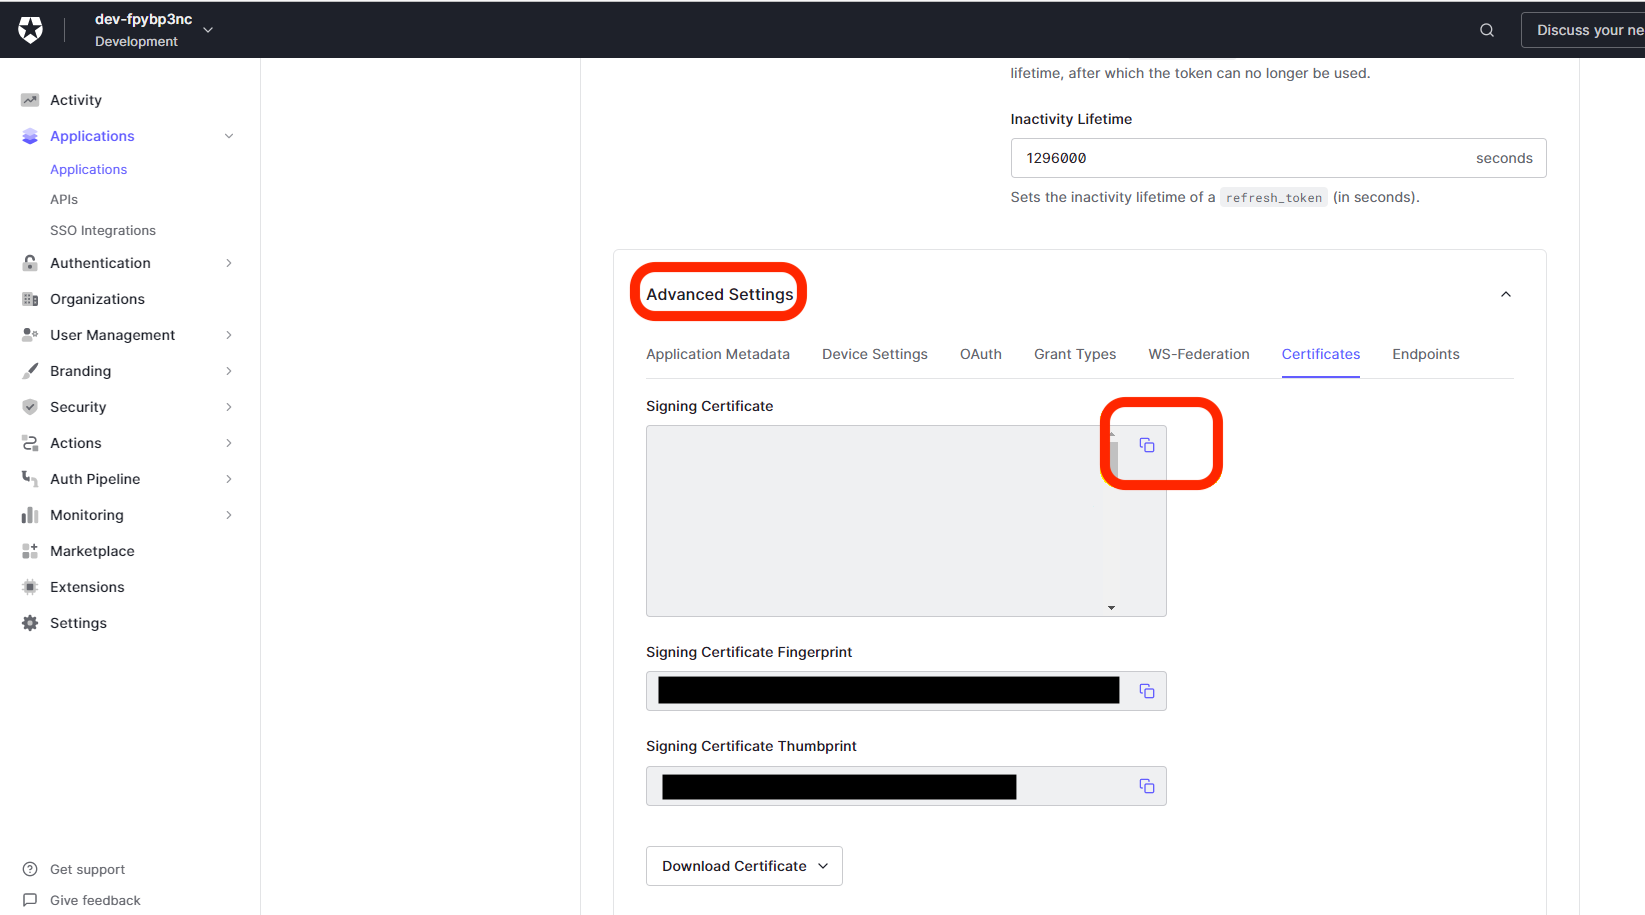 dev-fpybp3nc
Development
Discuss your ne
Activity
Applications
Applications
APIs
SSO Integrations
Authentication
Organizations
User Management
Branding
Security
Actions
Auth Pipeline
Monitoring
Marketplace
Extensions
Settings
Get support
Give feedback
lifetime, after which the token can no longer be used.
Inactivity Lifetime
1296000 seconds
Sets the inactivity lifetime of a refresh_token (in seconds).
Advanced Settings
Application Metadata Device Settings OAuth Grant Types WS-Federation Certificates Endpoints
Signing Certificate
Signing Certificate Fingerprint
Signing Certificate Thumbprint
Download Certificate